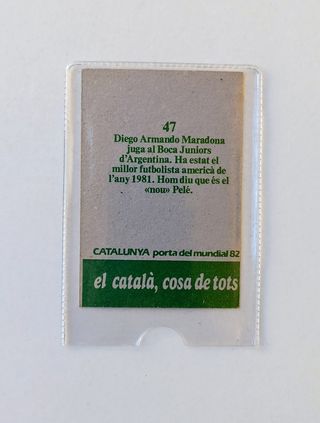 47
Diego Armando Maradona
juga al Boca Juniors
d'Argentina. Ha estat el
millor futbolista americà de
l'any 1981. Hom diu que és el
«nou» Pelé.
CATALUNYA porta del mundial 82
el català, cosa de tots